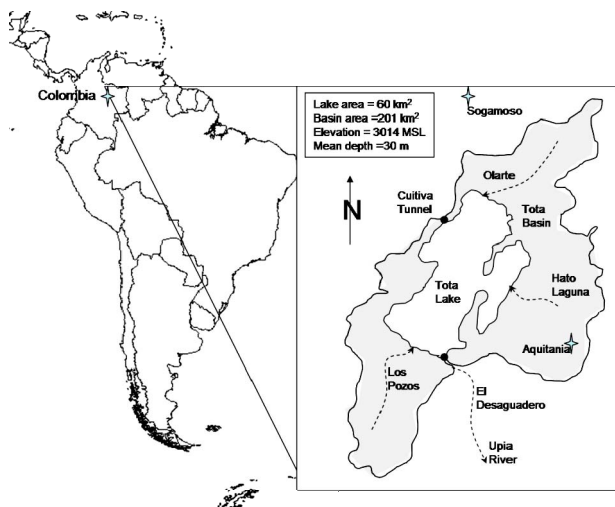 Colombia
Lake area = 60 km²
Basin area =201 km²
Elevation = 3014 MSL
Mean depth =30 m
Sogamoso
Olarte
N
Cuitiva
Tunnel
Tota
Basin
Tota
Lake
Hato
Laguna
Aquitania
Los
Pozos
El
Desaguadero
Upia
River